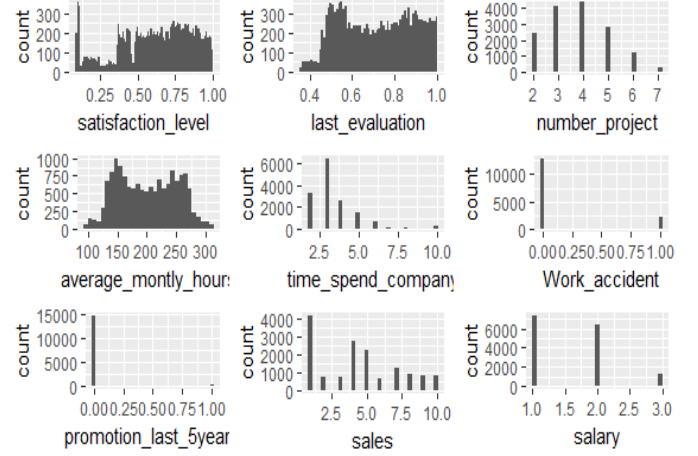 count
300
200
100
0
0.25 0.50 0.75 1.00
satisfaction_level
count
300
200
100
0
0.4 0.6 0.8 1.0
last_evaluation
count
4000
3000
2000
1000
0
2 3 4 5 6 7
number_project
count
1000
750
500
250
0
100 150 200 250 300
average_montly_hours
count
6000
4000
2000
0
2.5 5.0 7.5 10.0
time_spend_company
count
10000
5000
0
0.00 0.25 0.50 0.75 1.00
Work_accident
count
15000
10000
5000
0
0.00 0.25 0.50 0.75 1.00
promotion_last_5year
count
4000
3000
2000
1000
0
2.5 5.0 7.5 10.0
sales
count
6000
4000
2000
0
1.0 1.5 2.0 2.5 3.0
salary